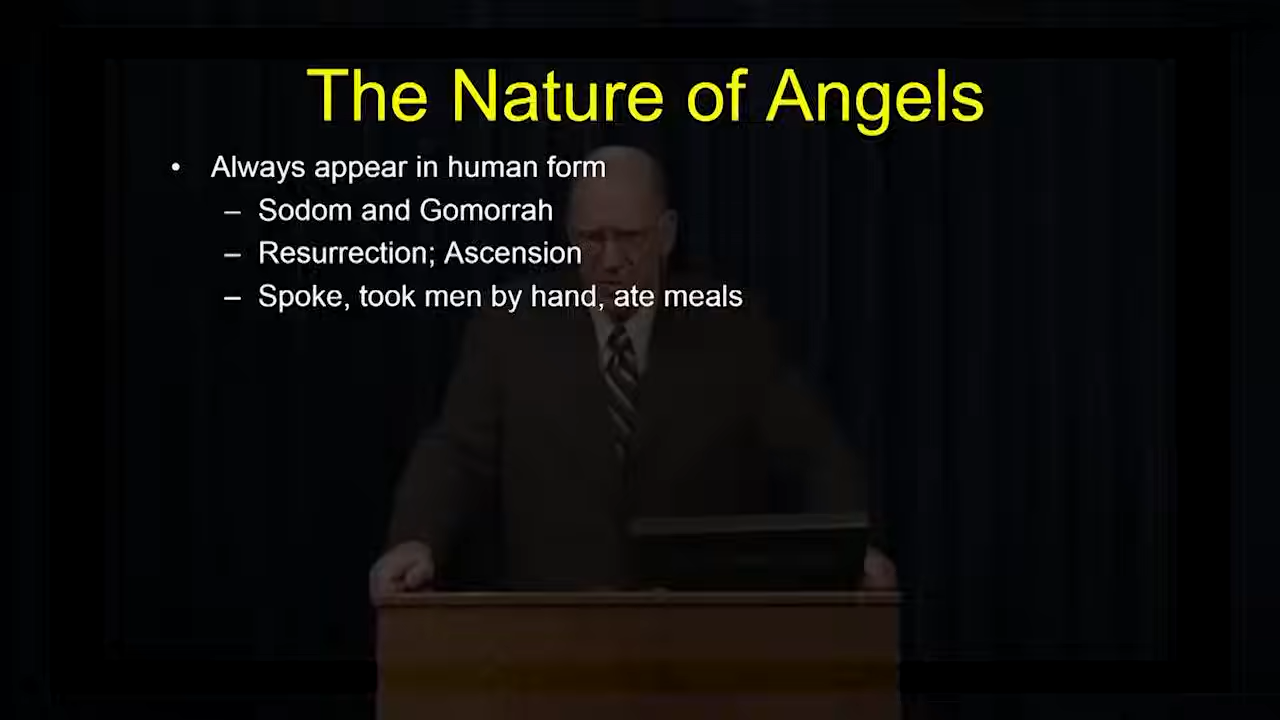 The Nature of Angels
• Always appear in human form
– Sodom and Gomorrah
– Resurrection; Ascension
– Spoke, took men by hand, ate meals